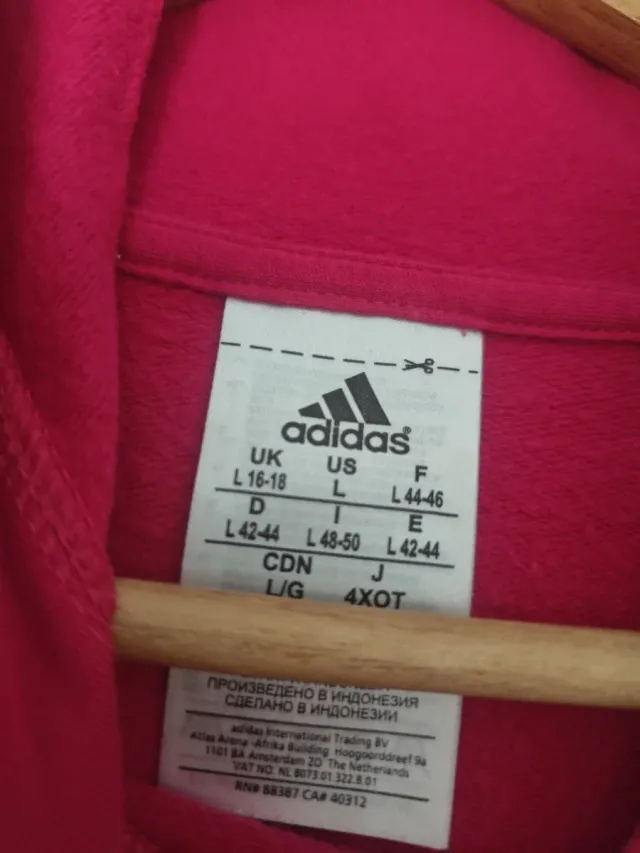 adidas®
UK US F
L 16-18 L L 44-46
D I E
L 42-44 L 48-50 L 42-44
CDN J
L/G 4XOT
ПРОИЗВЕДЕНО В ИНДОНЕЗИЯ
СДЕЛАНО В ИНДОНЕЗИИ
adidas International Trading BV
Atlas Arena -Afrika Building Hoogoorddreef 9a
1101 BA Amsterdam ZO The Netherlands
VAT NO: NL 8073.01.322.B.01
RN# 88387 CA# 40312